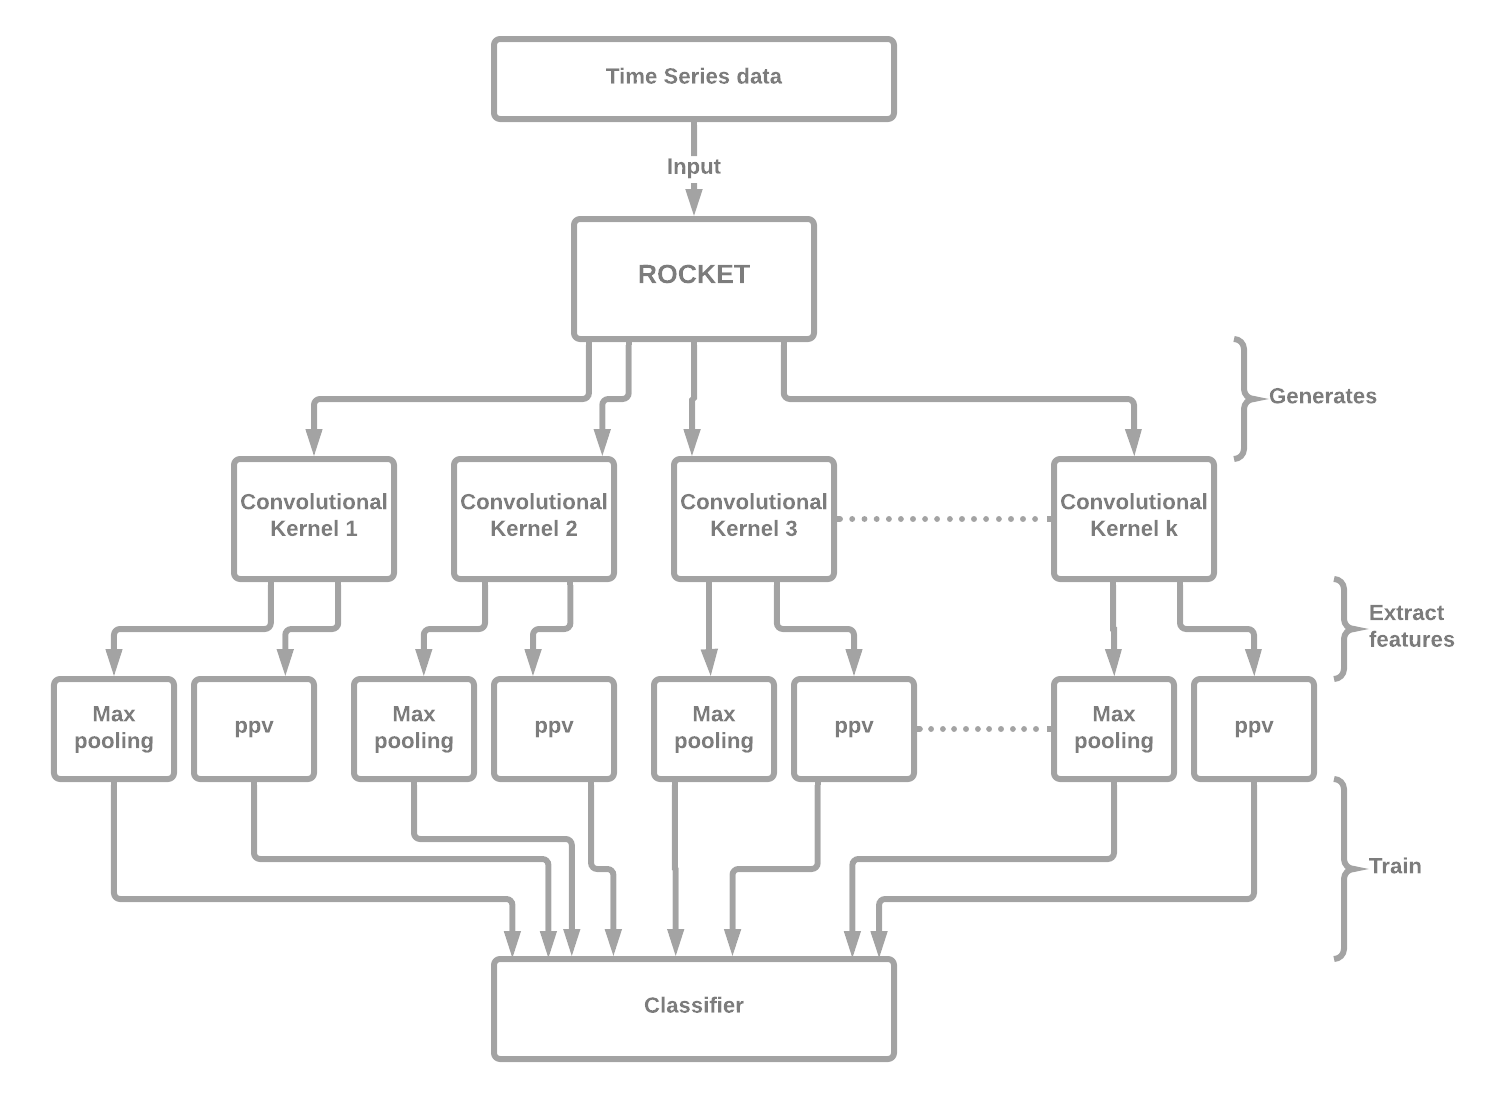 Time Series data
Input
ROCKET
Generates
Convolutional
Kernel 1
Convolutional
Kernel 2
Convolutional
Kernel 3
Convolutional
Kernel k
Extract
features
Max
pooling
ppv
Max
pooling
ppv
Max
pooling
ppv
Max
pooling
ppv
Train
Classifier